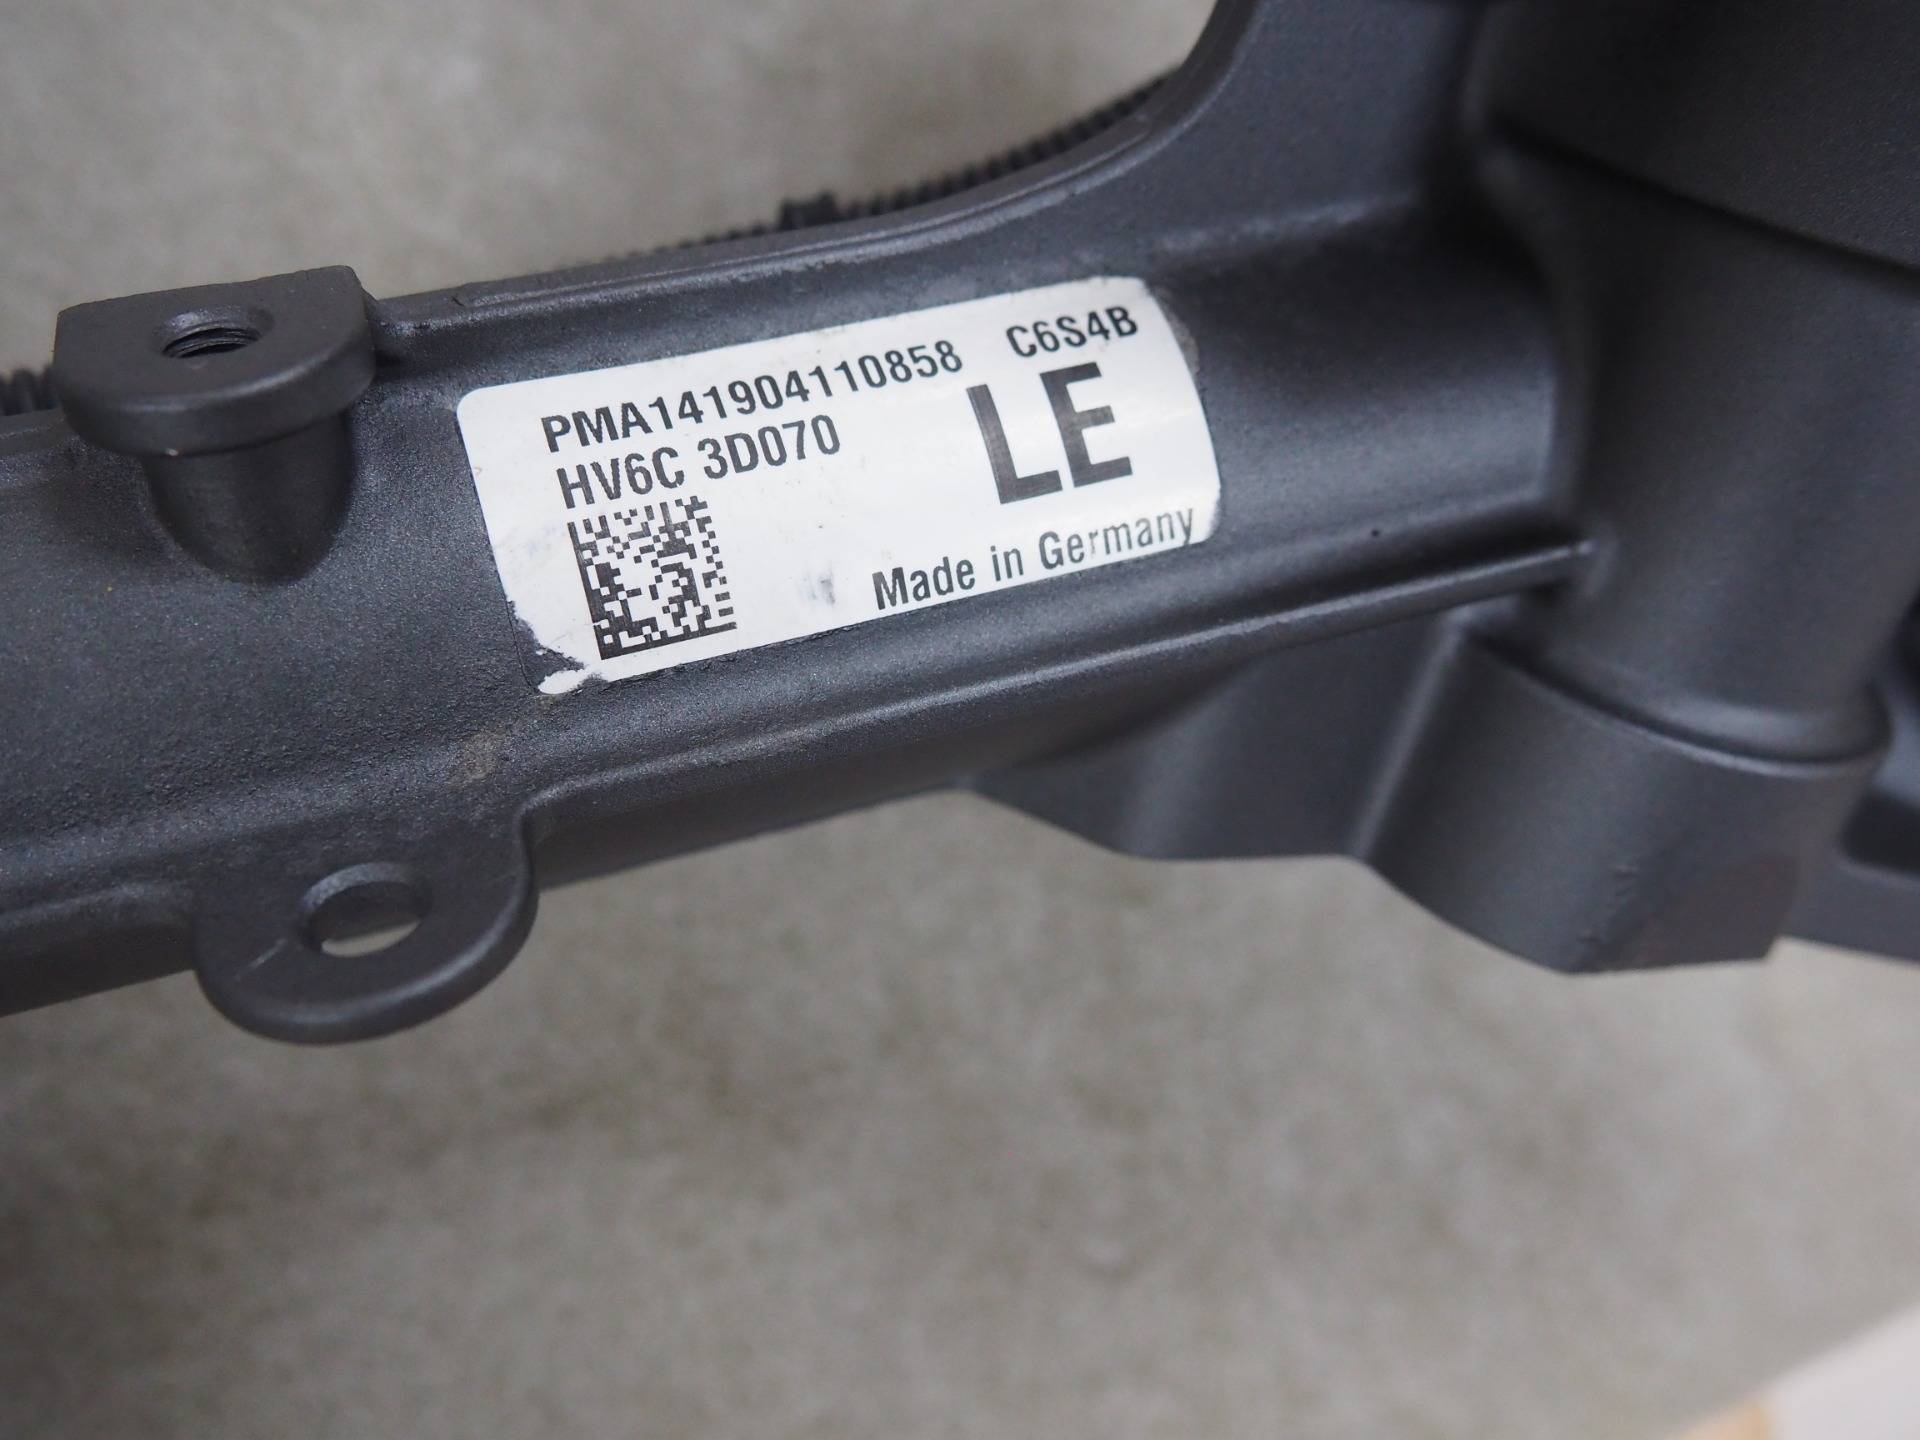 PMA141904110858 C6S4B
HV6C 3D070
LE
Made in Germany